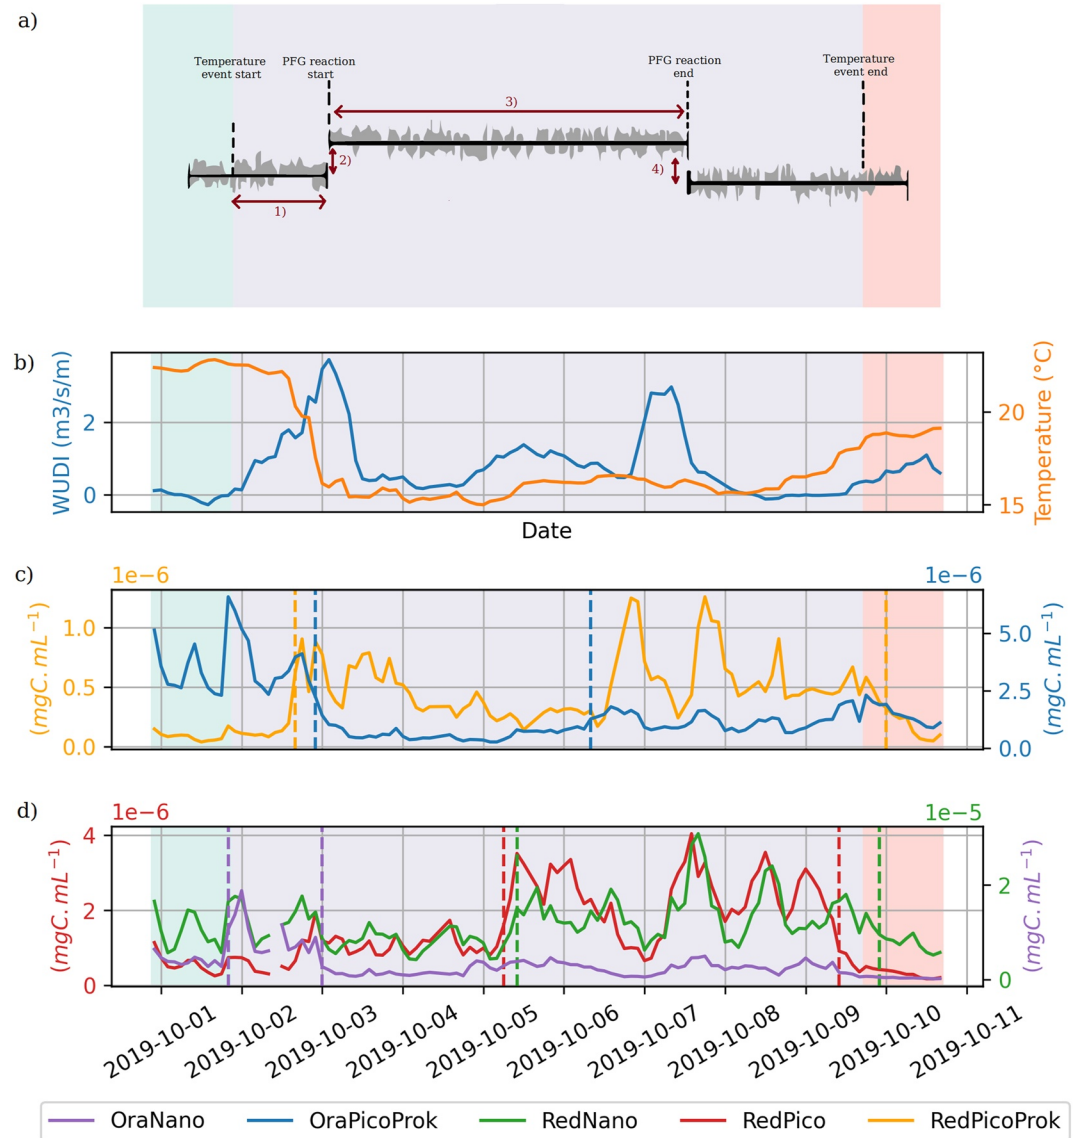 a)
Temperature
event start
PFG reaction
start
PFG reaction
end
Temperature
event end
3)
2)
4)
1)
b)
WUDI (m3/s/m)
2
0
20
15
Temperature (°C)
Date
c)
1e−6
1e−6
(mgC.mL⁻¹)
1.0
0.5
0.0
5.0
2.5
0.0
(mgC.mL⁻¹)
d)
1e−6
1e−5
(mgC.mL⁻¹)
4
2
0
2
0
(mgC.mL⁻¹)
2019-10-01
2019-10-02
2019-10-03
2019-10-04
2019-10-05
2019-10-06
2019-10-07
2019-10-08
2019-10-09
2019-10-10
2019-10-11
OraNano OraPicoProk RedNano RedPico RedPicoProk